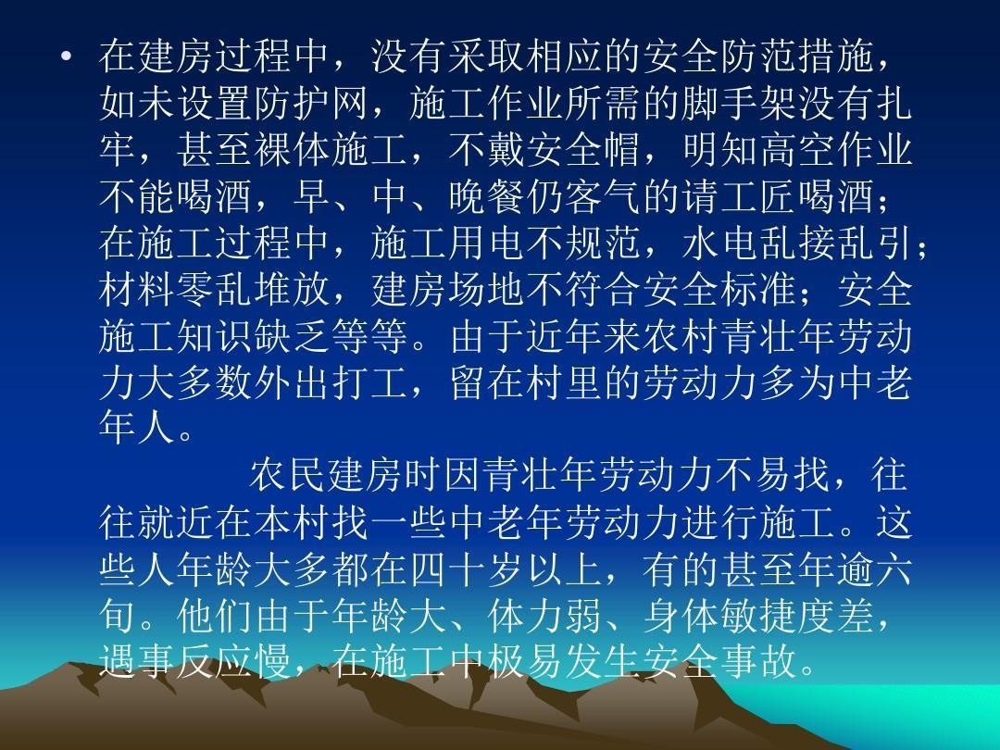 • 在建房过程中，没有采取相应的安全防范措施，
如未设置防护网，施工作业所需的脚手架没有扎
牢，甚至裸体施工，不戴安全帽，明知高空作业
不能喝酒，早、中、晚餐仍客气的请工匠喝酒；
在施工过程中，施工用电不规范，水电乱接乱引；
材料零乱堆放，建房场地不符合安全标准；安全
施工知识缺乏等等。由于近年来农村青壮年劳动
力大多数外出打工，留在村里的劳动力多为中老
年人。
农民建房时因青壮年劳动力不易找，往
往就近在本村找一些中老年劳动力进行施工。这
些人年龄大多都在四十岁以上，有的甚至年逾六
旬。他们由于年龄大、体力弱、身体敏捷度差，
遇事反应慢，在施工中极易发生安全事故。